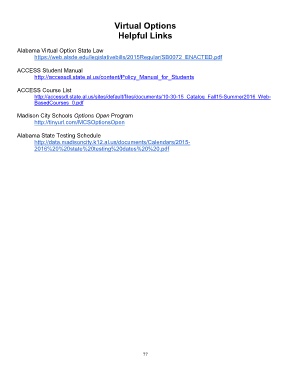 Virtual Options
Helpful Links
Alabama Virtual Option State Law
https://web.alsde.edu/legislativebills/2015Regular/SB0072_ENACTED.pdf
ACCESS Student Manual
http://accessdl.state.al.us/content/Policy_Manual_for_Students
ACCESS Course List
http://accessdl.state.al.us/sites/default/files/documents/10-30-15_Catalog_Fall15-Summer2016_Web-
BasedCourses_0.pdf
Madison City Schools Options Open Program
http://tinyurl.com/MCSOptionsOpen
Alabama State Testing Schedule
http://data.madisoncity.k12.al.us/documents/Calendars/2015-
2016%20%20state%20testing%20dates%20%20.pdf